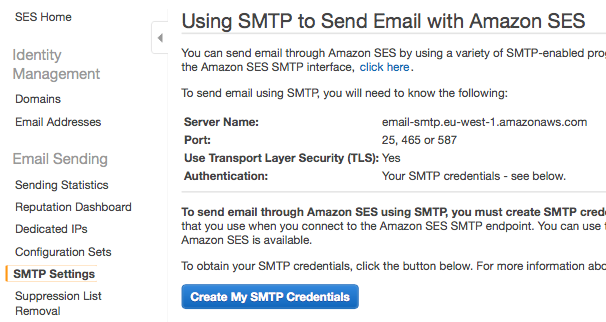 SES Home
Identity
Management
Domains
Email Addresses
Email Sending
Sending Statistics
Reputation Dashboard
Dedicated IPs
Configuration Sets
SMTP Settings
Suppression List
Removal
Using SMTP to Send Email with Amazon SES
You can send email through Amazon SES by using a variety of SMTP-enabled
the Amazon SES SMTP interface, click here.
To send email using SMTP, you will need to know the following:
Server Name: email-smtp.eu-west-1.amazonaws.com
Port: 25, 465 or 587
Use Transport Layer Security (TLS): Yes
Authentication: Your SMTP credentials - see below.
To send email through Amazon SES using SMTP, you must create SMTP
that you use when you connect to the Amazon SES SMTP endpoint. You can use
Amazon SES is available.
To obtain your SMTP credentials, click the button below. For more information
Create My SMTP Credentials